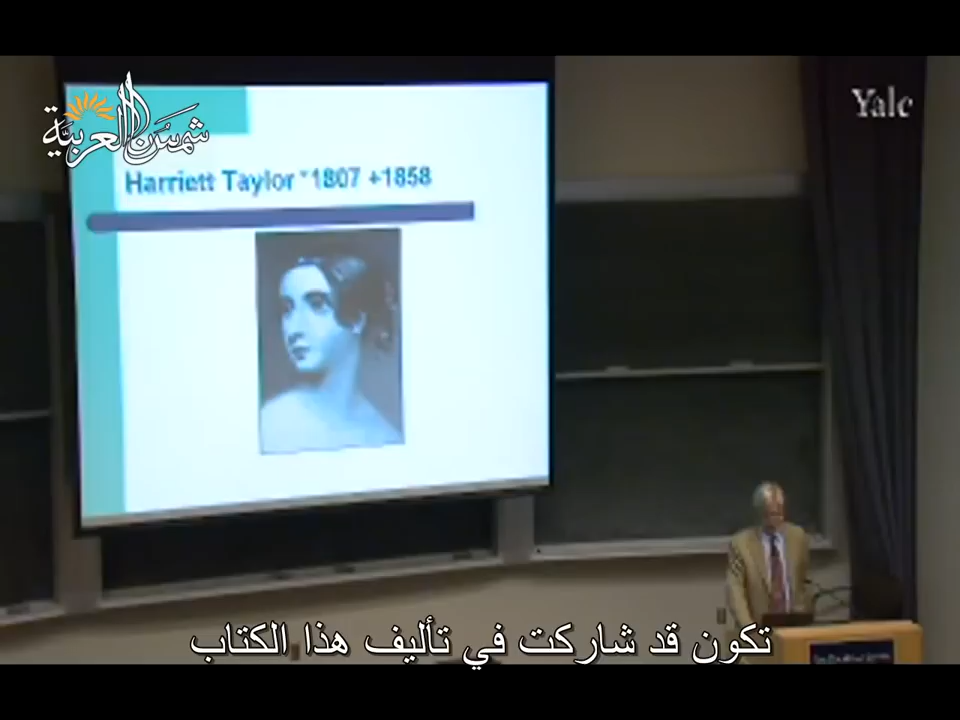 شمس العربية
Yale
Harriett Taylor *1807 +1858
تكون قد شاركت في تأليف هذا الكتاب